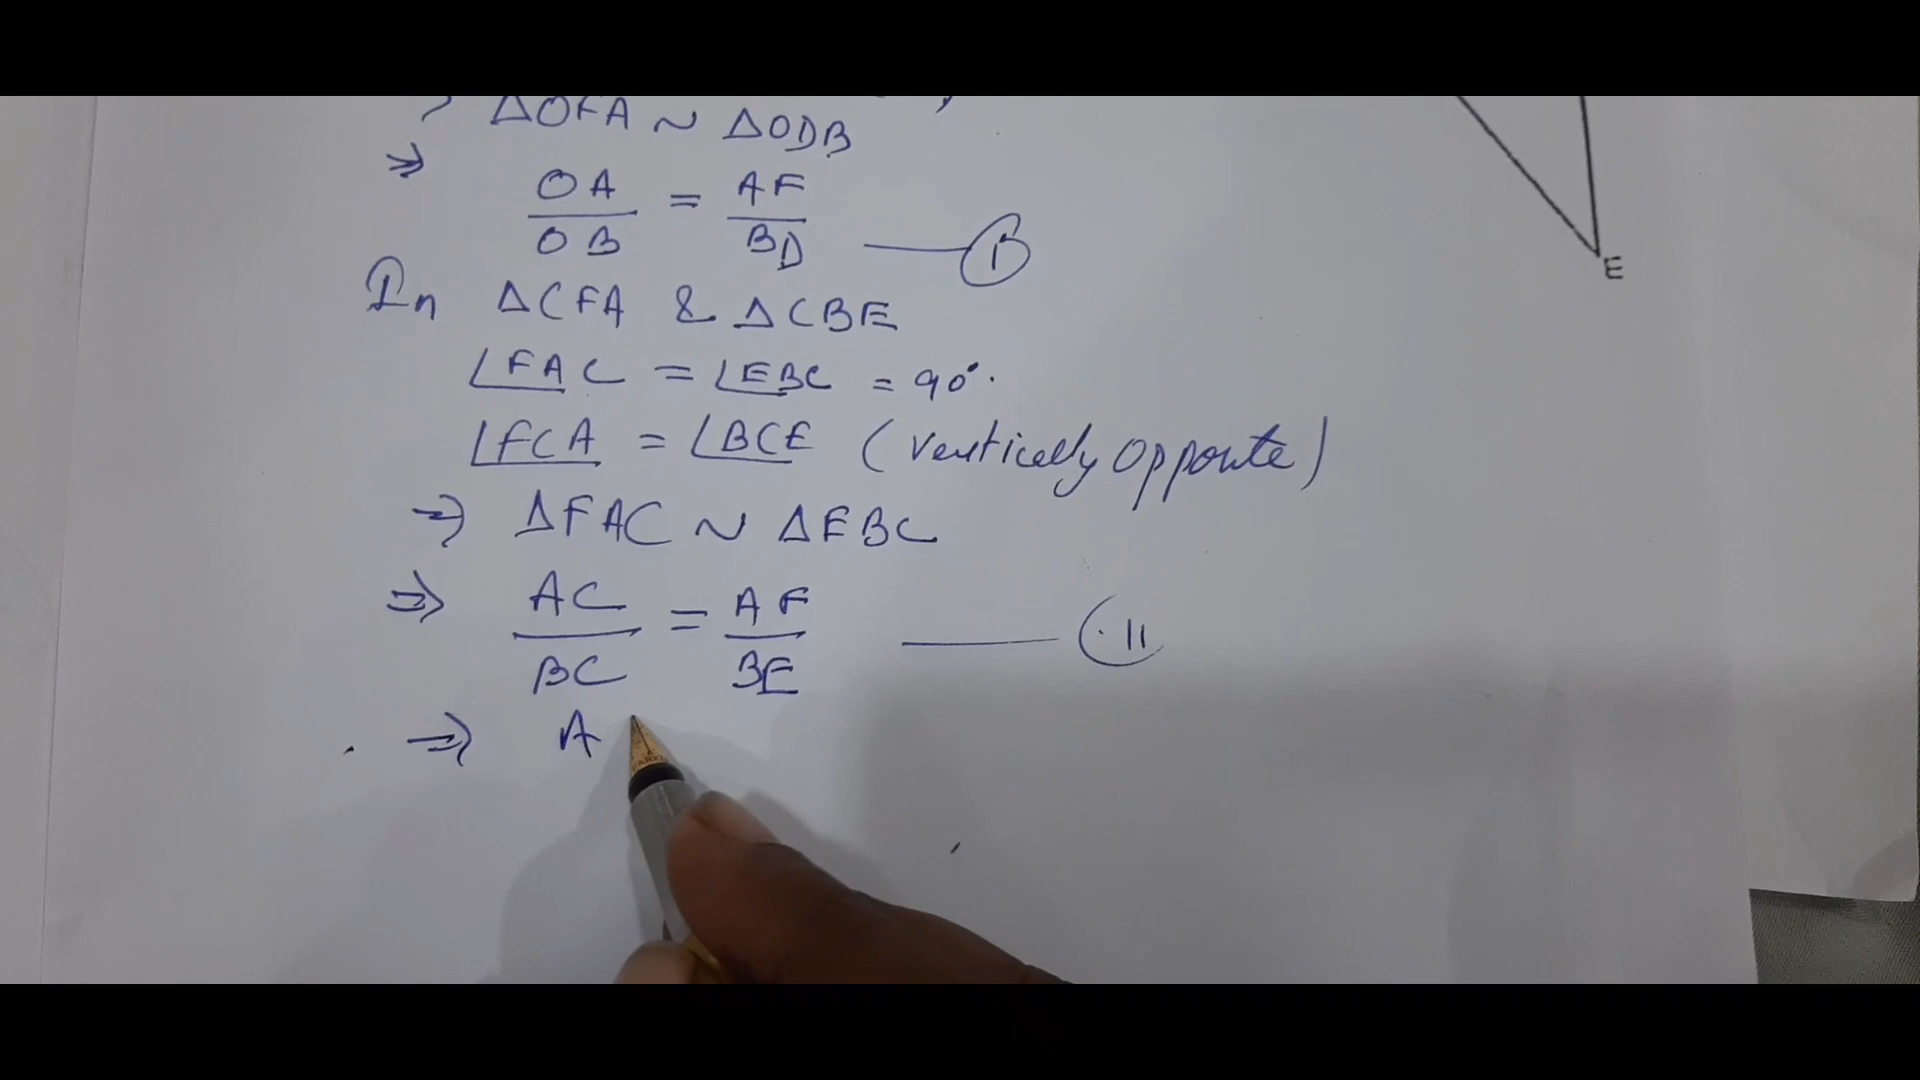 ΔOFA ~ ΔODB
⇒ OA/OB = AF/BD —— I
E
In ΔCFA & ΔCBE
∠FAC = ∠EBC = 90°.
∠FCA = ∠BCE (Vertically opposite)
⇒ ΔFAC ~ ΔEBC
⇒ AC/BC = AF/BE —— II
⇒ A